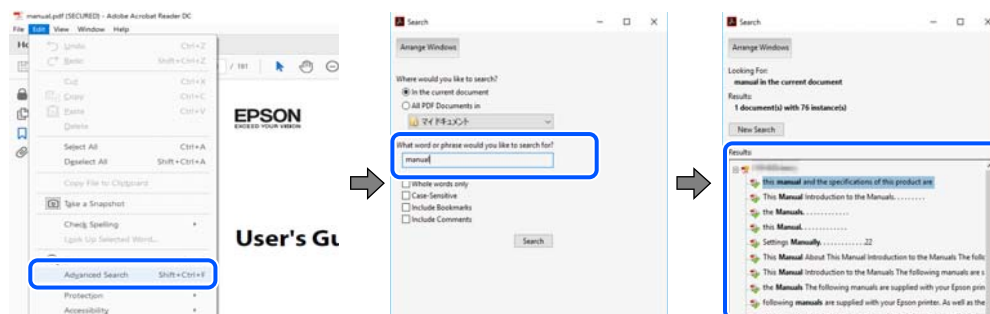 manual.pdf (SECURED) - Adobe Acrobat Reader DC
File Edit View Window Help
Undo Ctrl+Z
Redo Shift+Ctrl+Z
Cut Ctrl+X
Copy Ctrl+C
Paste Ctrl+V
Delete
Select All Ctrl+A
Deselect All Shift+Ctrl+A
Copy File to Clipboard
Take a Snapshot
Check Spelling
Look Up Selected Word...
Advanced Search Shift+Ctrl+F
Protection
Accessibility
/ 191
EPSON
EXCEED YOUR VISION
User's Gu
Search
Arrange Windows
Where would you like to search?
In the current document
All PDF Documents in
マイ ドキュメント
What word or phrase would you like to search for?
manual
Whole words only
Case-Sensitive
Include Bookmarks
Include Comments
Search
Search
Arrange Windows
Looking For:
manual in the current document
Results:
1 document(s) with 76 instance(s)
New Search
Results:
this manual and the specifications of this product are
This Manual Introduction to the Manuals. . . . . . . . .
the Manuals. . . . . . . . . . . . .
this Manual. . . . . . . . . . . . .
Settings Manually. . . . . . . . . . . . .22
This Manual About This Manual Introduction to the Manuals The follo
This Manual Introduction to the Manuals The following manuals are s
the Manuals The following manuals are supplied with your Epson prin
following manuals are supplied with your Epson printer. As well as the